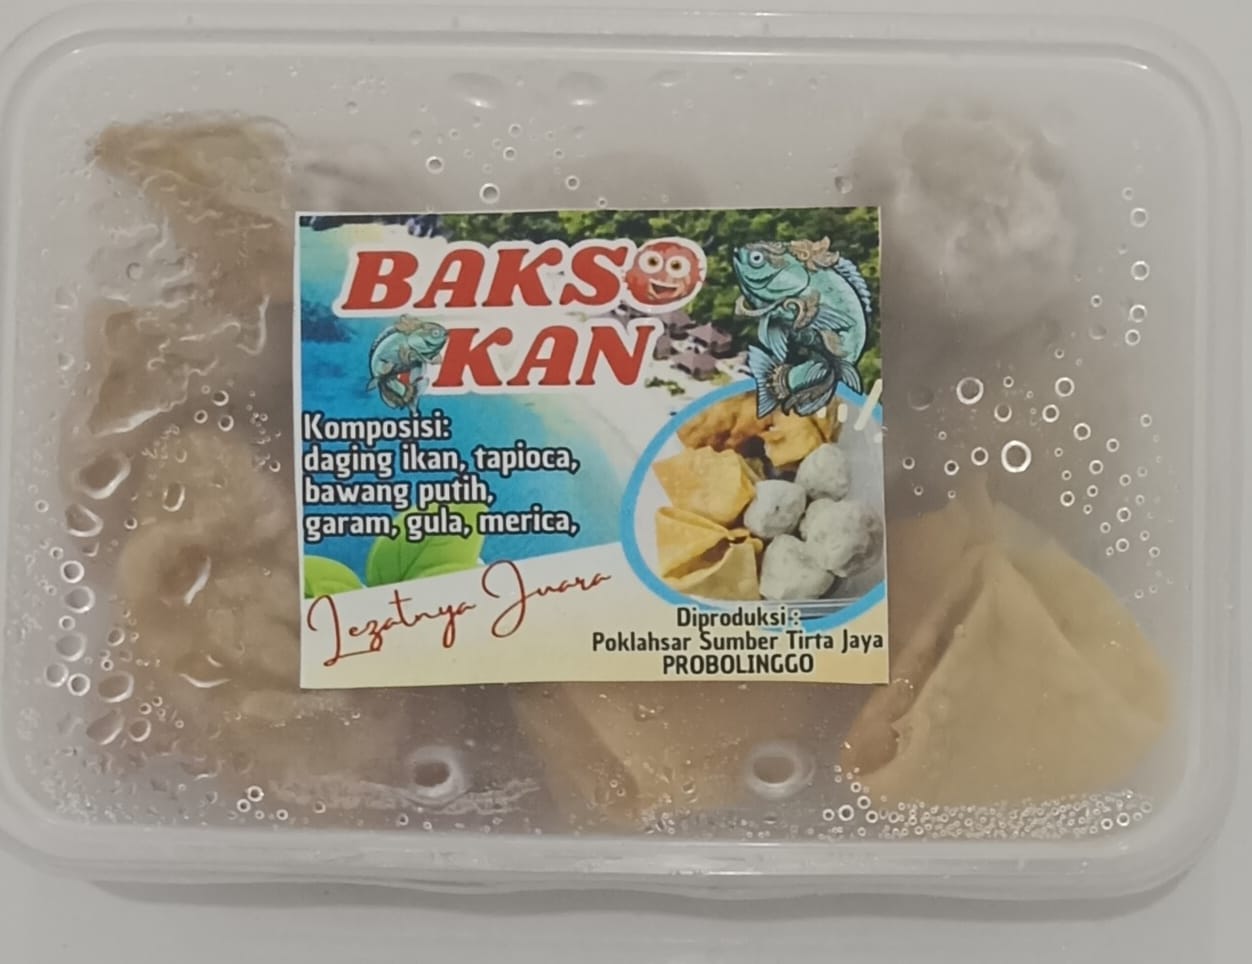 BAKSO
IKAN
Komposisi:
daging ikan, tapioca,
bawang putih,
garam, gula, merica,
Lezatnya Juara
Diproduksi :
Poklahsar Sumber Tirta Jaya
PROBOLINGGO